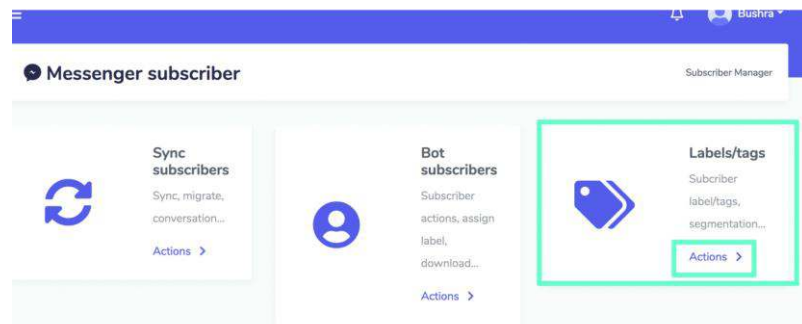 Bushra
Messenger subscriber
Subscriber Manager
Sync
subscribers
Sync, migrate,
conversation...
Actions >
Bot
subscribers
Subscriber
actions, assign
label,
download...
Actions >
Labels/tags
Subcriber
label/tags,
segmentation...
Actions >